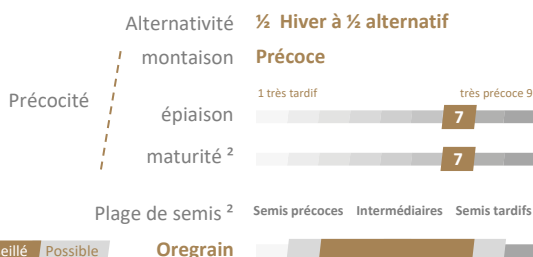 Alternativité ½ Hiver à ½ alternatif
montaison Précoce
1 très tardif très précoce 9
Précocité
épiaison 7
maturité ² 7
Plage de semis ² Semis précoces Intermédiaires Semis tardifs
Possible Oregrain